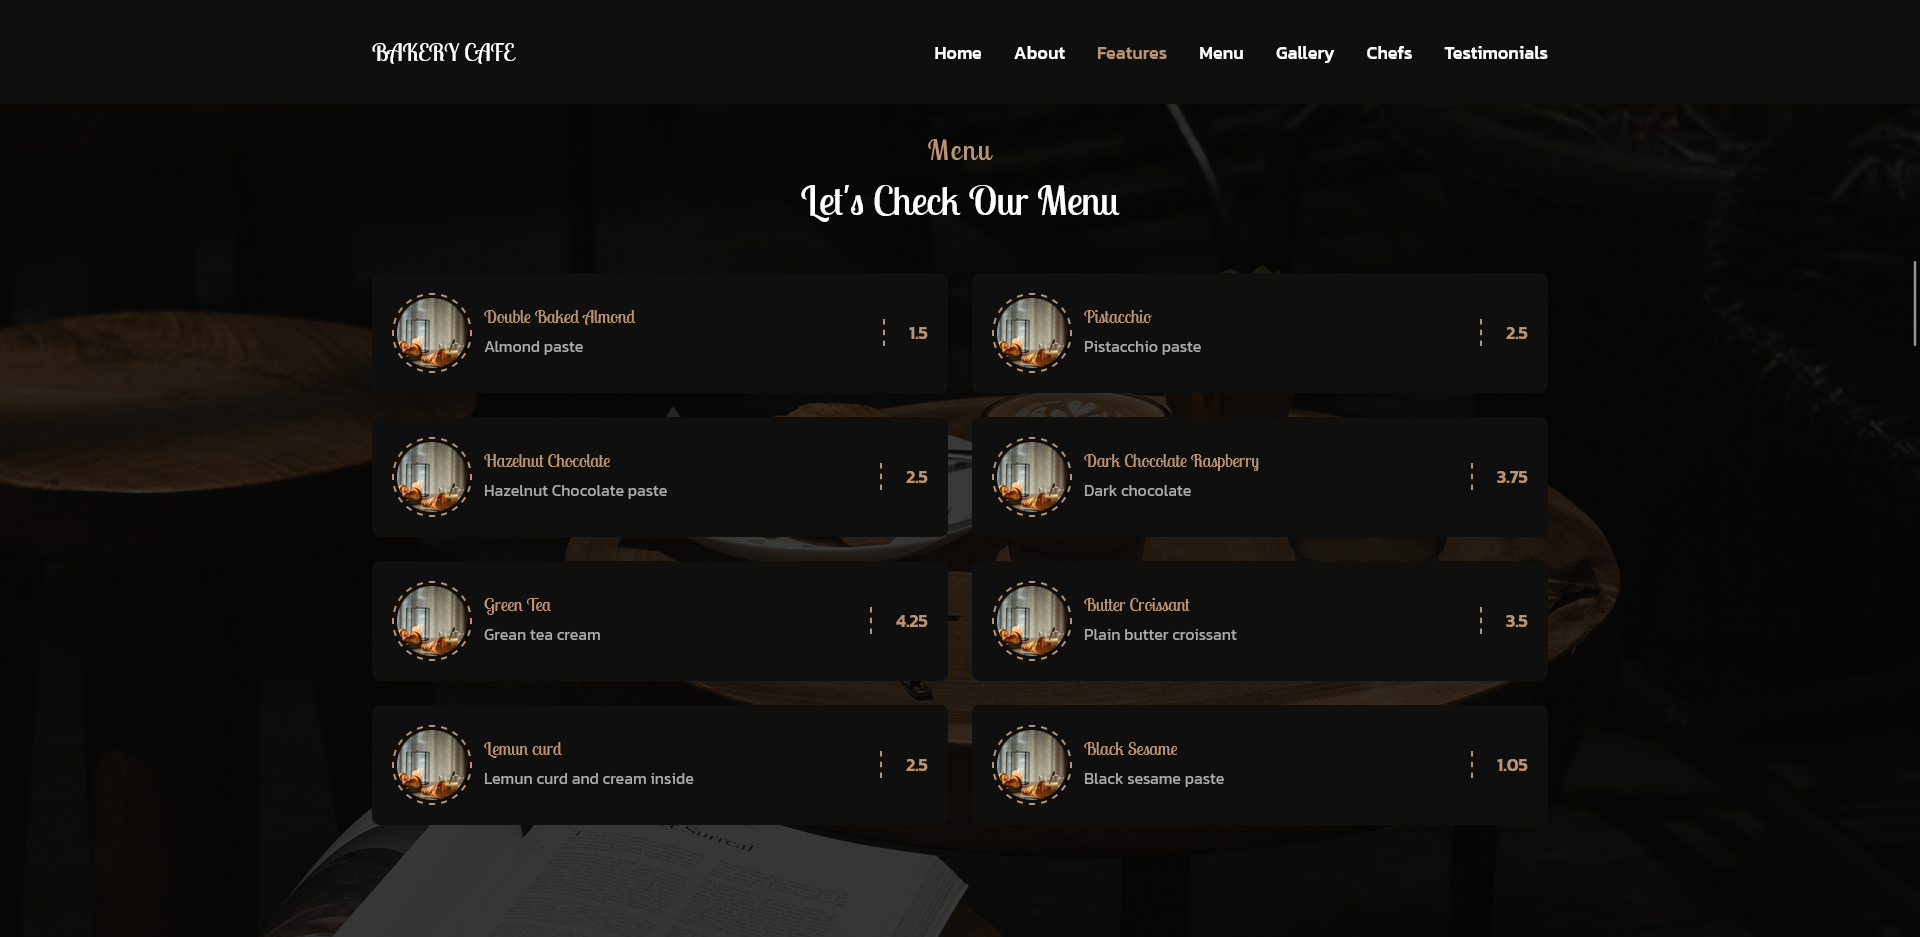 BAKERY CAFE
Home About Features Menu Gallery Chefs Testimonials
Menu
Let's Check Our Menu
Double Baked Almond
Almond paste
1.5
Pistacchio
Pistacchio paste
2.5
Hazelnut Chocolate
Hazelnut Chocolate paste
2.5
Dark Chocolate Raspberry
Dark chocolate
3.75
Green Tea
Grean tea cream
4.25
Butter Croissant
Plain butter croissant
3.5
Lemun curd
Lemun curd and cream inside
2.5
Black Sesame
Black sesame paste
1.05
Surreal